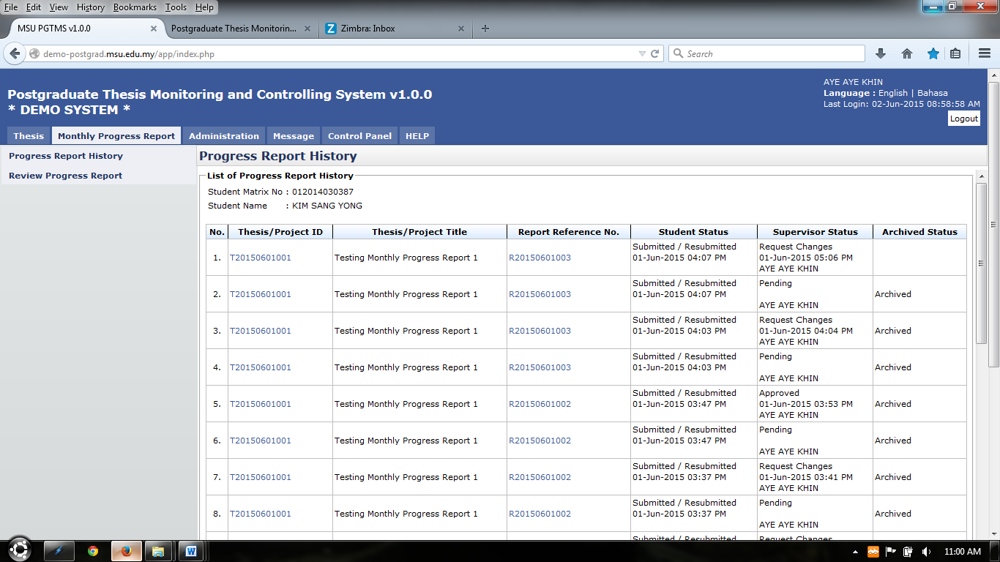 File Edit View History Bookmarks Tools Help
MSU PGTMS v1.0.0
Postgraduate Thesis Monitorin...
Zimbra: Inbox
demo-postgrad.msu.edu.my/app/index.php
Search
AYE AYE KHIN
Language : English | Bahasa
Last Login: 02-Jun-2015 08:58:58 AM
Logout
Postgraduate Thesis Monitoring and Controlling System v1.0.0
* DEMO SYSTEM *
Thesis Monthly Progress Report Administration Message Control Panel HELP
Progress Report History
Review Progress Report
Progress Report History
List of Progress Report History
Student Matrix No : 012014030387
Student Name : KIM SANG YONG
No. Thesis/Project ID Thesis/Project Title Report Reference No. Student Status Supervisor Status Archived Status
Submitted / Resubmitted Request Changes
1. T20150601001 Testing Monthly Progress Report 1 R20150601003 01-Jun-2015 04:07 PM 01-Jun-2015 05:06 PM
AYE AYE KHIN
Submitted / Resubmitted Pending
2. T20150601001 Testing Monthly Progress Report 1 R20150601003 01-Jun-2015 04:07 PM Archived
AYE AYE KHIN
Submitted / Resubmitted Request Changes
3. T20150601001 Testing Monthly Progress Report 1 R20150601003 01-Jun-2015 04:03 PM 01-Jun-2015 04:04 PM Archived
AYE AYE KHIN
Submitted / Resubmitted Pending
4. T20150601001 Testing Monthly Progress Report 1 R20150601003 01-Jun-2015 04:03 PM Archived
AYE AYE KHIN
Submitted / Resubmitted Approved
5. T20150601001 Testing Monthly Progress Report 1 R20150601002 01-Jun-2015 03:47 PM 01-Jun-2015 03:53 PM Archived
AYE AYE KHIN
Submitted / Resubmitted Pending
6. T20150601001 Testing Monthly Progress Report 1 R20150601002 01-Jun-2015 03:47 PM Archived
AYE AYE KHIN
Submitted / Resubmitted Request Changes
7. T20150601001 Testing Monthly Progress Report 1 R20150601002 01-Jun-2015 03:37 PM 01-Jun-2015 03:41 PM Archived
AYE AYE KHIN
Submitted / Resubmitted Pending
8. T20150601001 Testing Monthly Progress Report 1 R20150601002 01-Jun-2015 03:37 PM Archived
AYE AYE KHIN
Submitted / Resubmitted Request Changes
11:00 AM